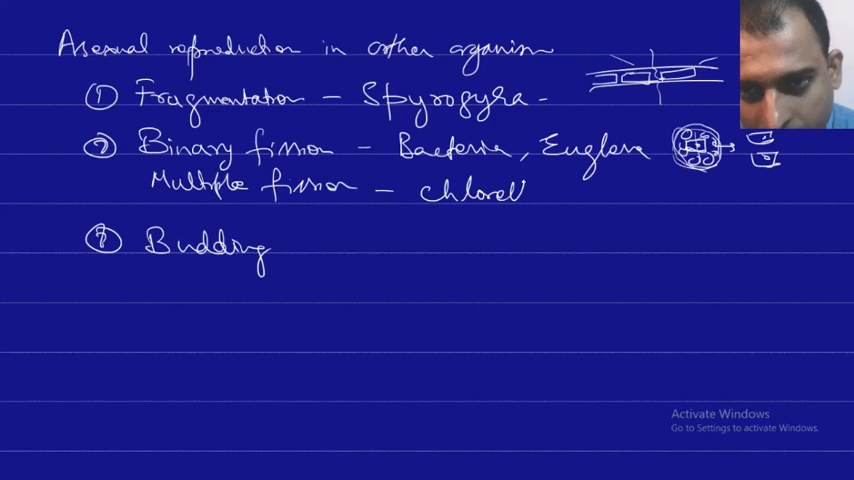 Asexual reproduction in other organism
① Fragmentation - Spyrogyra -
② Binary fission - Bacteria, Euglena
Multiple fission - chlorel
③ Budding
Activate Windows
Go to Settings to activate Windows.